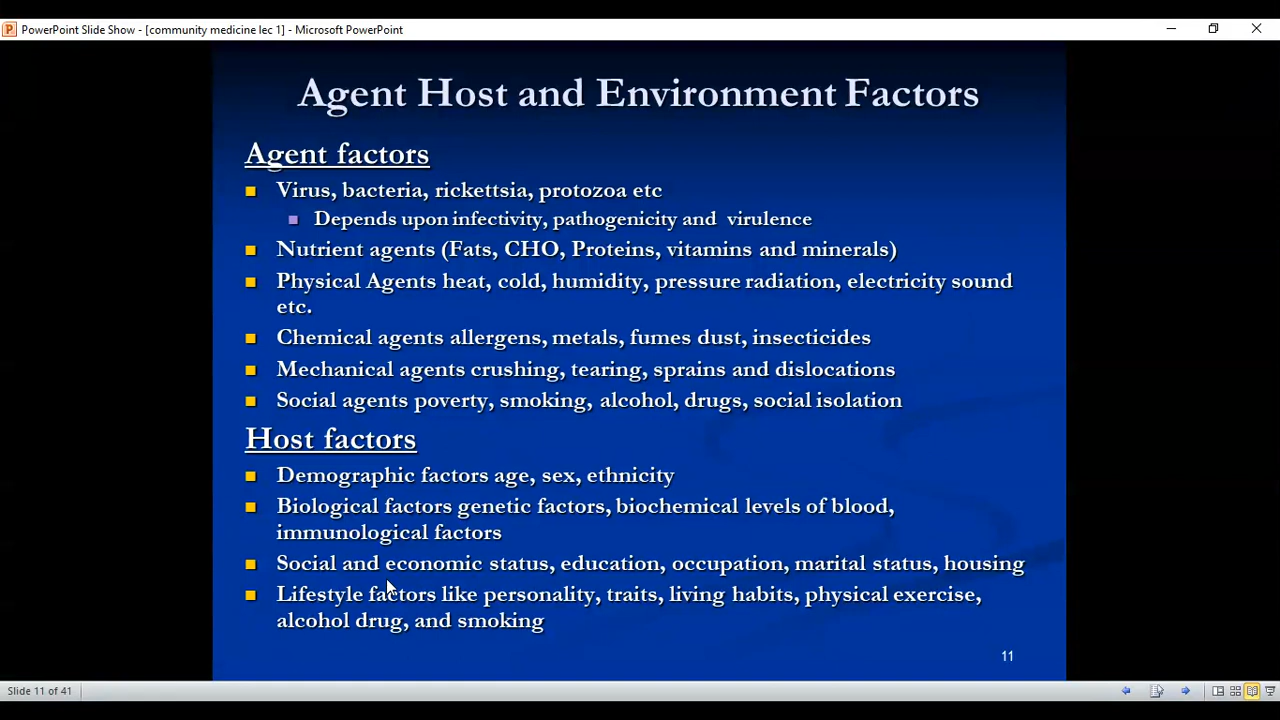 PowerPoint Slide Show - [community medicine lec 1] - Microsoft PowerPoint
Agent Host and Environment Factors
Agent factors
Virus, bacteria, rickettsia, protozoa etc
Depends upon infectivity, pathogenicity and virulence
Nutrient agents (Fats, CHO, Proteins, vitamins and minerals)
Physical Agents heat, cold, humidity, pressure radiation, electricity sound
etc.
Chemical agents allergens, metals, fumes dust, insecticides
Mechanical agents crushing, tearing, sprains and dislocations
Social agents poverty, smoking, alcohol, drugs, social isolation
Host factors
Demographic factors age, sex, ethnicity
Biological factors genetic factors, biochemical levels of blood,
immunological factors
Social and economic status, education, occupation, marital status, housing
Lifestyle factors like personality, traits, living habits, physical exercise,
alcohol drug, and smoking
11
Slide 11 of 41